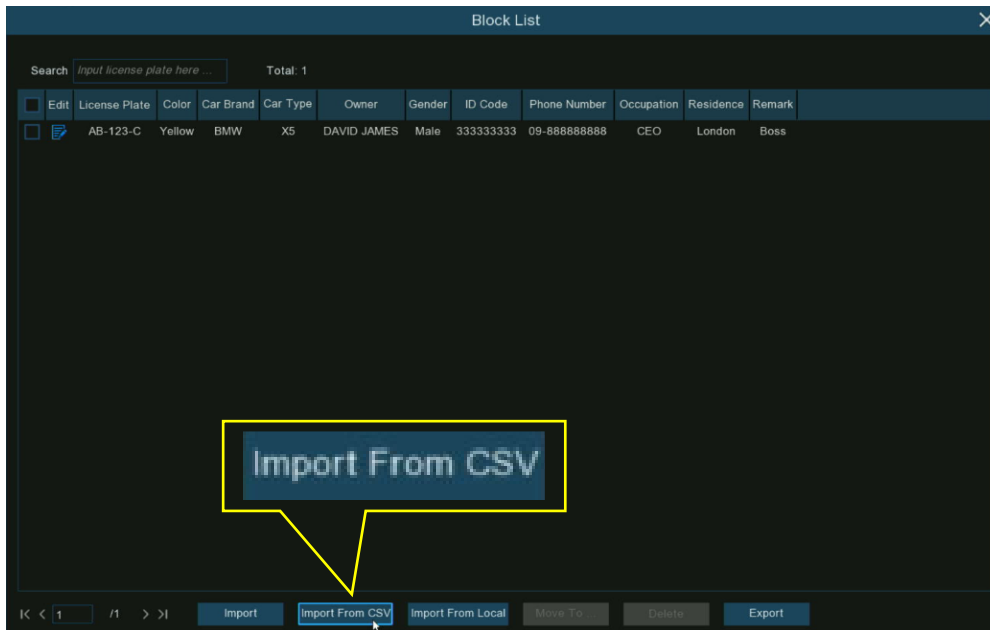 Block List
Search Input license plate here ... Total: 1
Edit License Plate Color Car Brand Car Type Owner Gender ID Code Phone Number Occupation Residence Remark
AB-123-C Yellow BMW X5 DAVID JAMES Male 333333333 09-888888888 CEO London Boss
Import From CSV
1 /1 Import Import From CSV Import From Local Move To... Delete Export